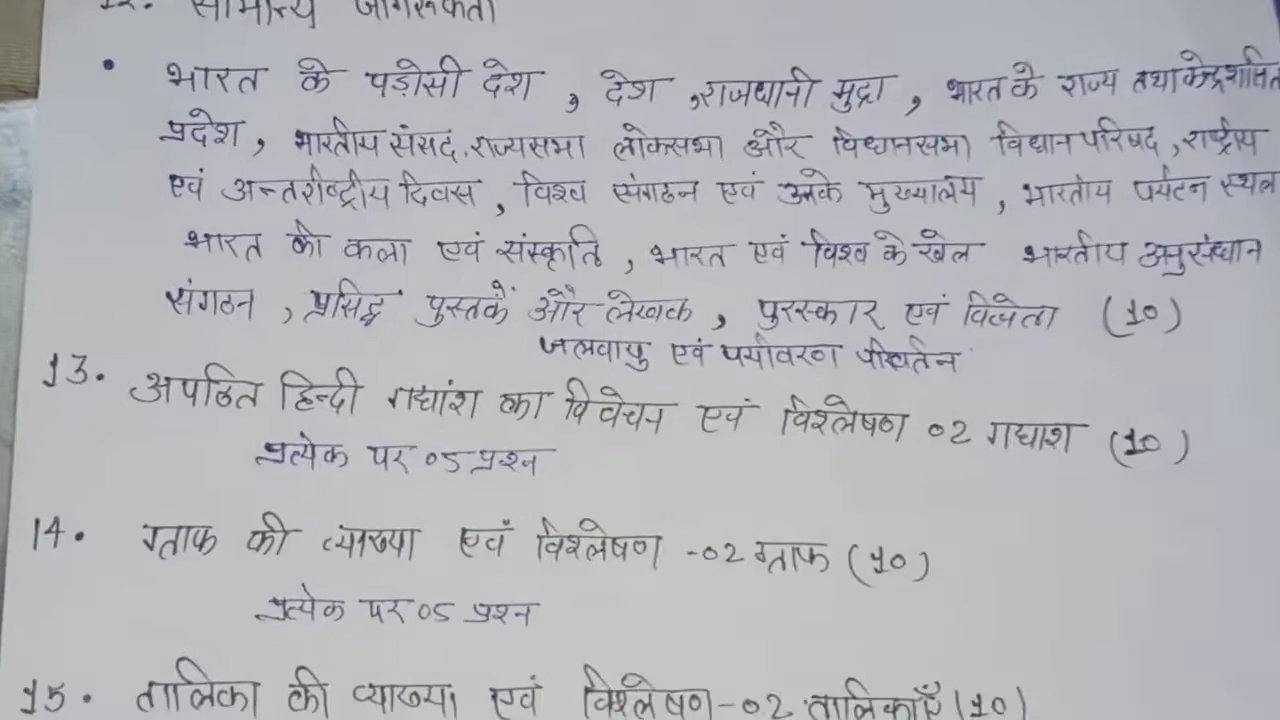 12. सामान्य जागरूकता
• भारत के पड़ोसी देश , देश ,राजधानी मुद्रा , भारत के राज्य तथा केन्द्रशासित
प्रदेश , भारतीय संसद, राज्यसभा लोकसभा और विधानसभा विधान परिषद , राष्ट्रीय
एवं अन्तर्राष्ट्रीय दिवस , विश्व संगठन एवं उनके मुख्यालय , भारतीय पर्यटन स्थल
भारत की कला एवं संस्कृति , भारत एवं विश्व के खेल भारतीय अनुसंधान
संगठन , प्रसिद्ध पुस्तकें और लेखक , पुरस्कार एवं विजेता (10)
जलवायु एवं पर्यावरण परिवर्तन
13. अपठित हिन्दी गद्यांश का विवेचन एवं विश्लेषण 02 गद्याश (10)
प्रत्येक पर 05 प्रश्न
14. ग्राफ की व्याख्या एवं विश्लेषण -02 ग्राफ (10)
प्रत्येक पर 05 प्रश्न
15. तालिका की व्याख्या एवं विश्लेषण-02 तालिकाएँ (10)